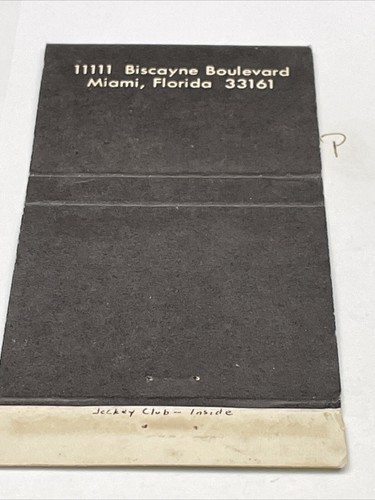 11111 Biscayne Boulevard
Miami, Florida 33161
P
Jockey Club - Inside